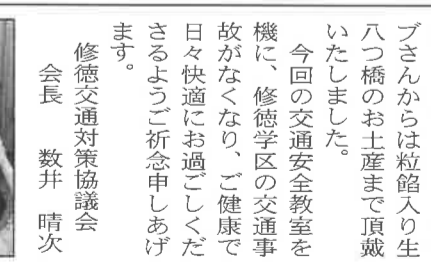 ブさんからは粒餡入り生
八つ橋のお土産まで頂戴
いたしました。
今回の交通安全教室を
機に、修徳学区の交通事
故がなくなり、ご健康で
日々快適にお過ごしくだ
さるようご祈念申しあげ
ます。
修徳交通対策協議会
会長　数井　晴次